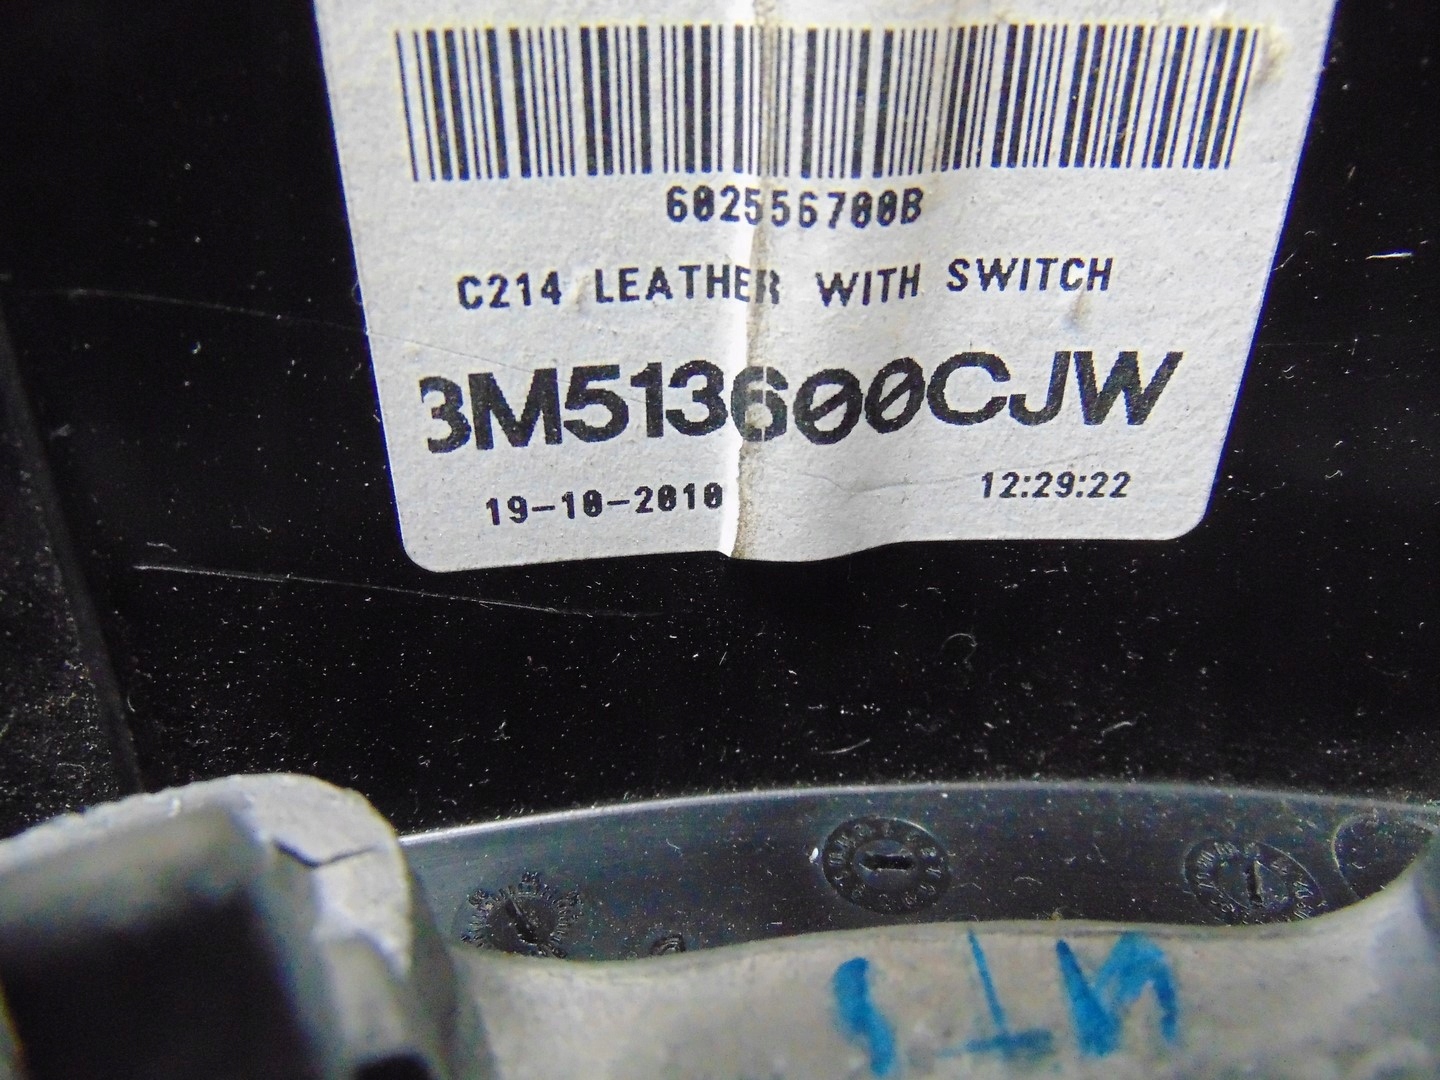 602556700B
C214 LEATHER WITH SWITCH
3M513600CJW
19-10-2010 12:29:22